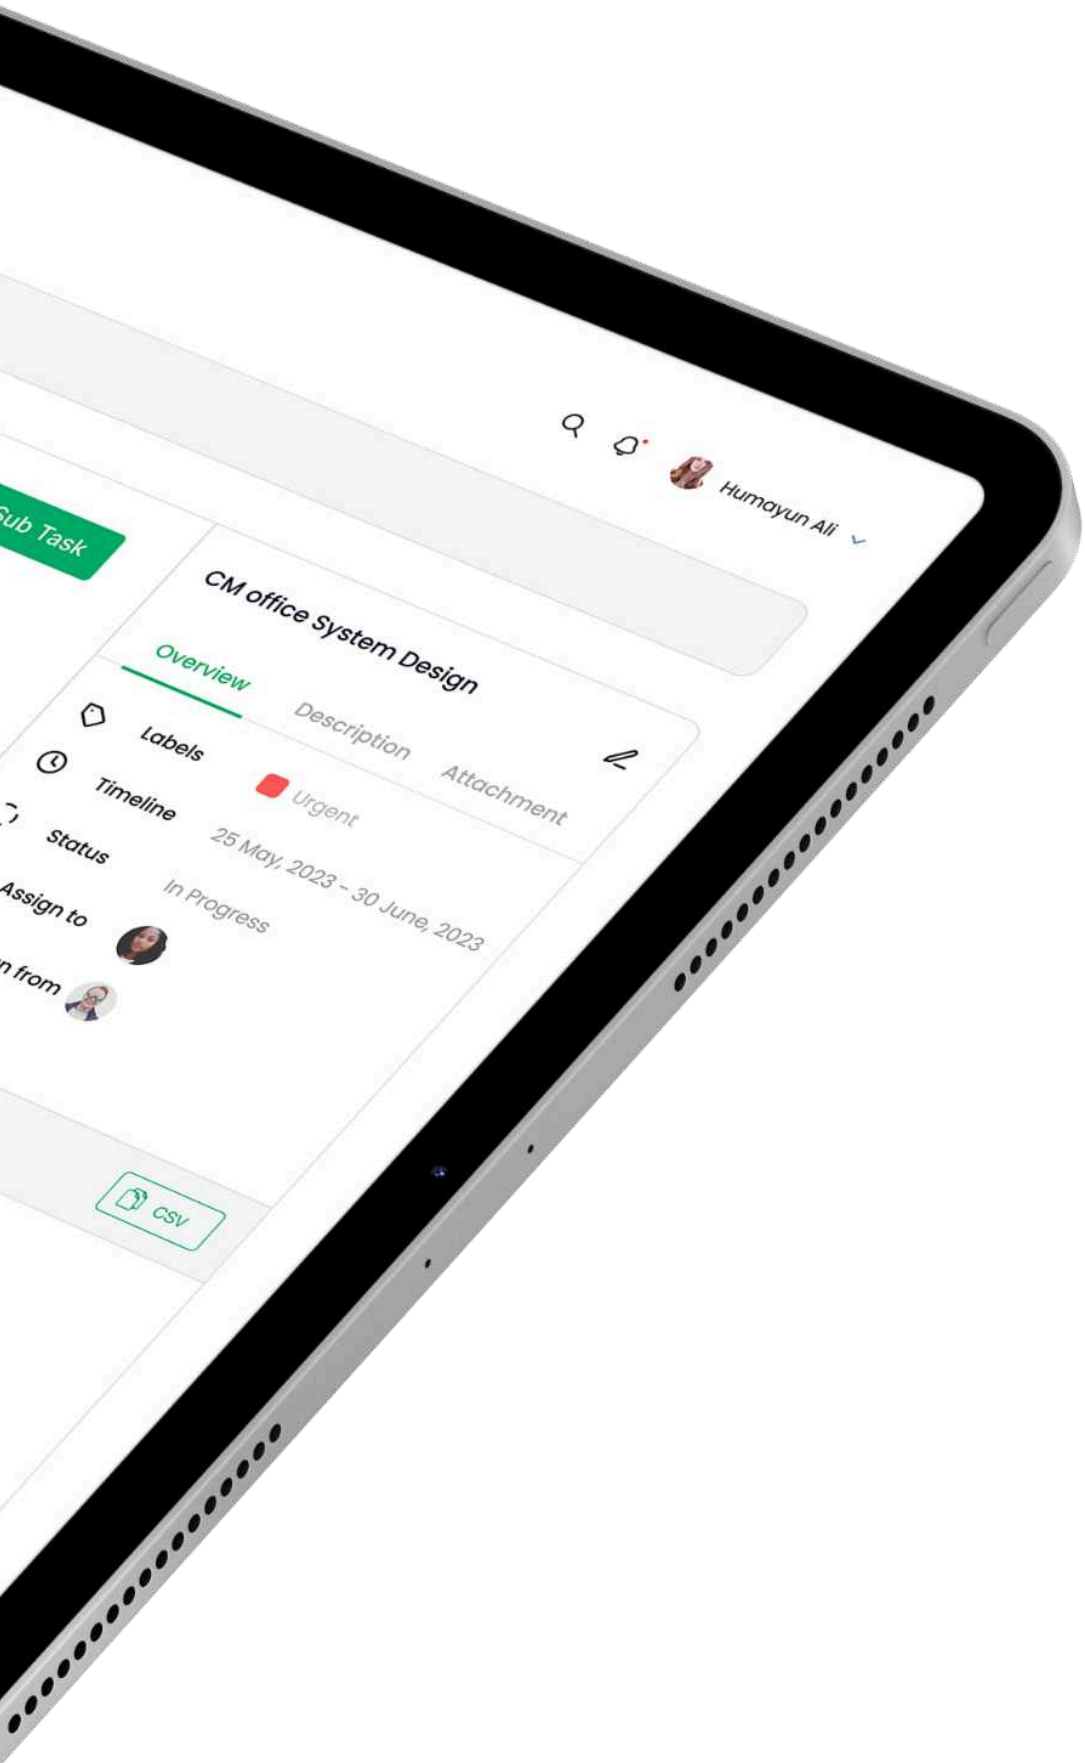 Humayun Ali
Sub Task
CM office System Design
Overview
Description
Attachment
Labels
Urgent
Timeline
25 May, 2023 - 30 June, 2023
Status
In Progress
Assign to
from
CSV